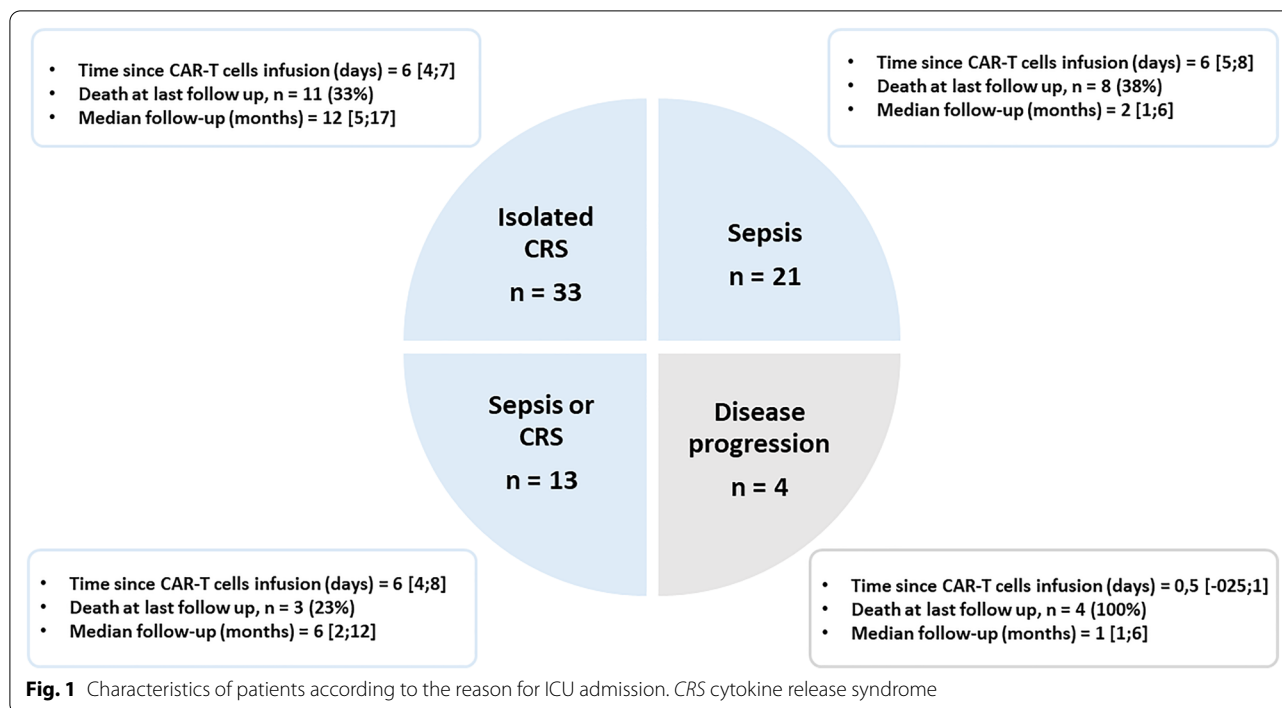 • Time since CAR-T cells infusion (days) = 6 [4;7]
• Death at last follow up, n = 11 (33%)
• Median follow-up (months) = 12 [5;17]
• Time since CAR-T cells infusion (days) = 6 [5;8]
• Death at last follow up, n = 8 (38%)
• Median follow-up (months) = 2 [1;6]
Isolated
CRS
n = 33
Sepsis
n = 21
Sepsis or
CRS
n = 13
Disease
progression
n = 4
• Time since CAR-T cells infusion (days) = 6 [4;8]
• Death at last follow up, n = 3 (23%)
• Median follow-up (months) = 6 [2;12]
• Time since CAR-T cells infusion (days) = 0,5 [-025;1]
• Death at last follow up, n = 4 (100%)
• Median follow-up (months) = 1 [1;6]
Fig. 1 Characteristics of patients according to the reason for ICU admission. CRS cytokine release syndrome